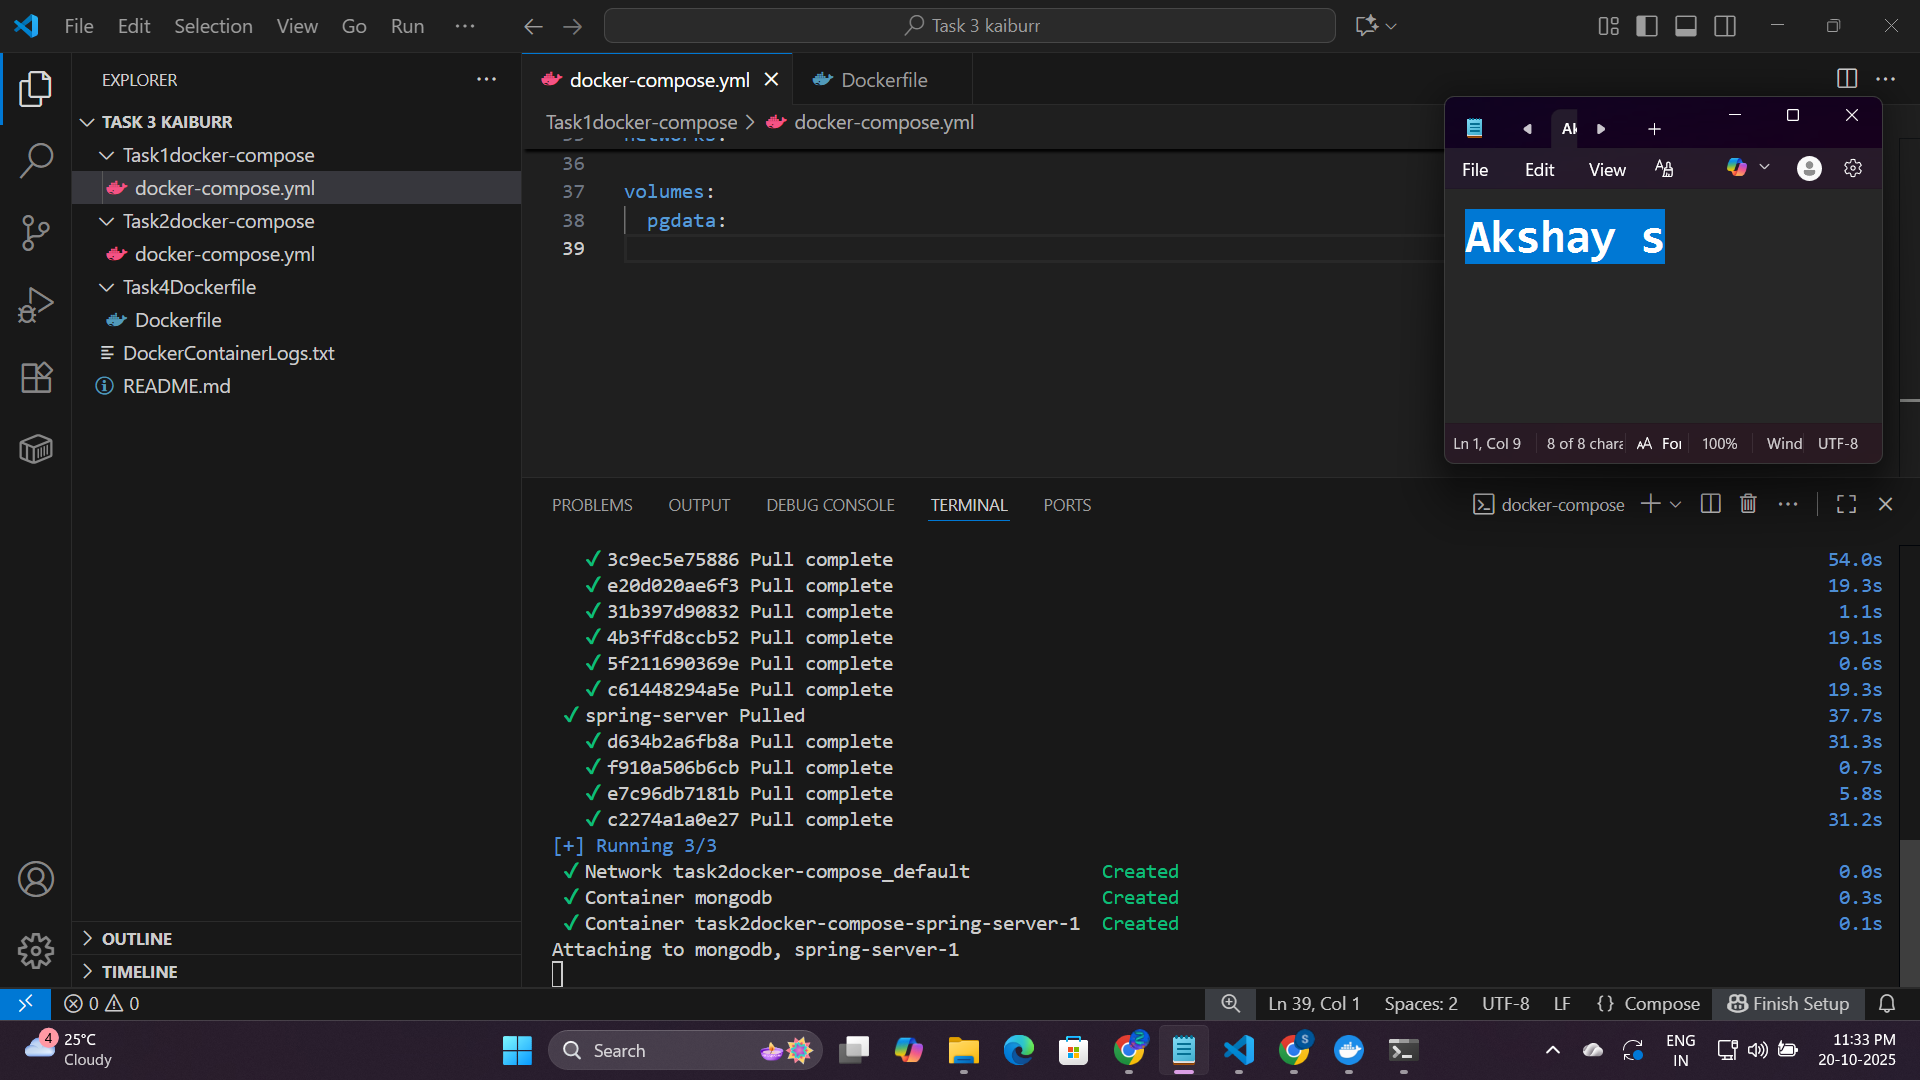 File Edit Selection View Go Run ···
Task 3 kaiburr
EXPLORER
TASK 3 KAIBURR
Task1docker-compose
docker-compose.yml
Task2docker-compose
docker-compose.yml
Task4Dockerfile
Dockerfile
DockerContainerLogs.txt
README.md
OUTLINE
TIMELINE
docker-compose.yml
Dockerfile
Task1docker-compose > docker-compose.yml
36
37 volumes:
38 pgdata:
39
Ak
File Edit View
Akshay s
Ln 1, Col 9 8 of 8 chara For 100% Wind UTF-8
PROBLEMS OUTPUT DEBUG CONSOLE TERMINAL PORTS
docker-compose
✓ 3c9ec5e75886 Pull complete 54.0s
✓ e20d020ae6f3 Pull complete 19.3s
✓ 31b397d90832 Pull complete 1.1s
✓ 4b3ffd8ccb52 Pull complete 19.1s
✓ 5f211690369e Pull complete 0.6s
✓ c61448294a5e Pull complete 19.3s
✓ spring-server Pulled 37.7s
✓ d634b2a6fb8a Pull complete 31.3s
✓ f910a506b6cb Pull complete 0.7s
✓ e7c96db7181b Pull complete 5.8s
✓ c2274a1a0e27 Pull complete 31.2s
[+] Running 3/3
✓ Network task2docker-compose_default Created 0.0s
✓ Container mongodb Created 0.3s
✓ Container task2docker-compose-spring-server-1 Created 0.1s
Attaching to mongodb, spring-server-1
0 0
Ln 39, Col 1 Spaces: 2 UTF-8 LF {} Compose Finish Setup
4
25°C
Cloudy
Search
S
ENG
IN
11:33 PM
20-10-2025